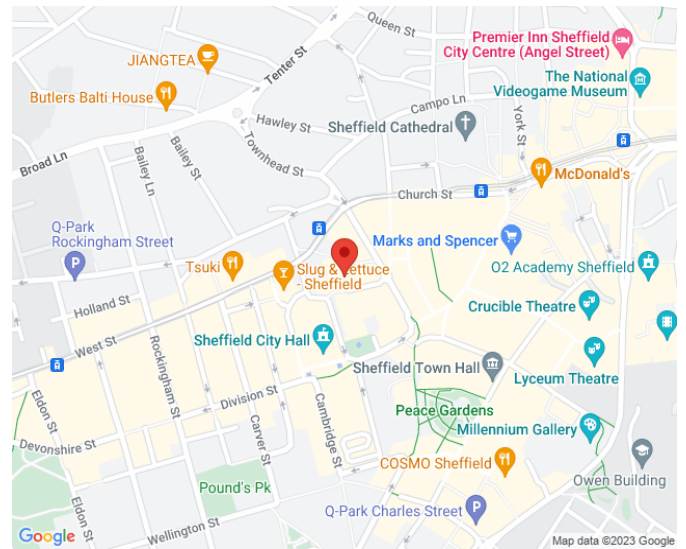 Queen St
Premier Inn Sheffield
City Centre (Angel Street)
JIANGTEA
Tenter St
The National
Videogame Museum
Butlers Balti House
Campo Ln
Hawley St
Sheffield Cathedral
York St
Townhead St
Broad Ln
Bailey Ln
Bailey St
McDonald's
Church St
Q-Park
Rockingham Street
P
Marks and Spencer
Tsuki
Slug & Lettuce
- Sheffield
O2 Academy Sheffield
Holland St
Crucible Theatre
West St
Sheffield City Hall
Rockingham St
Sheffield Town Hall
Lyceum Theatre
Division St
Eldon St
Cambridge St
Peace Gardens
Carver St
Millennium Gallery
Devonshire St
COSMO Sheffield
Owen Building
Pound's Pk
Eldon St
Q-Park Charles Street
P
Wellington St
Google
Map data ©2023 Google